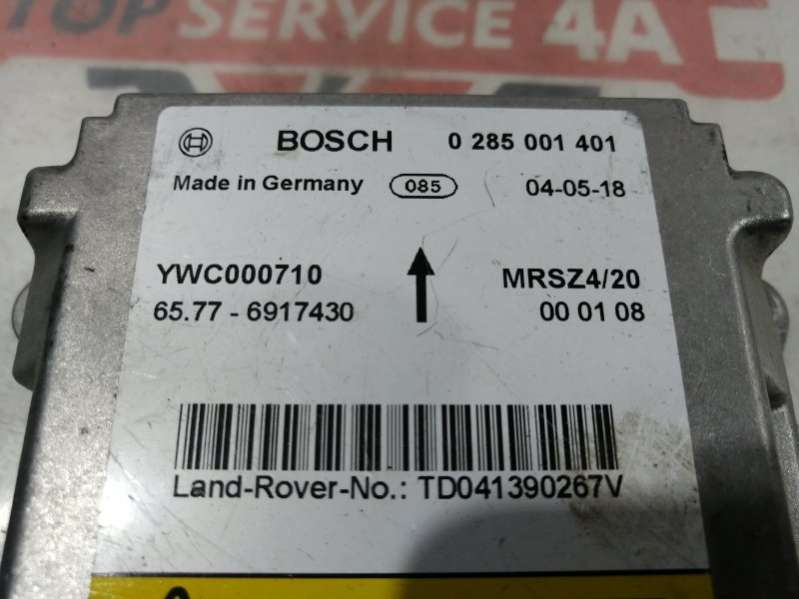 TOP SERVICE 4A
BOSCH 0 285 001 401
Made in Germany 085 04-05-18
YWC000710 MRSZ4/20
65.77 - 6917430 00 01 08
Land-Rover-No.: TD041390267V